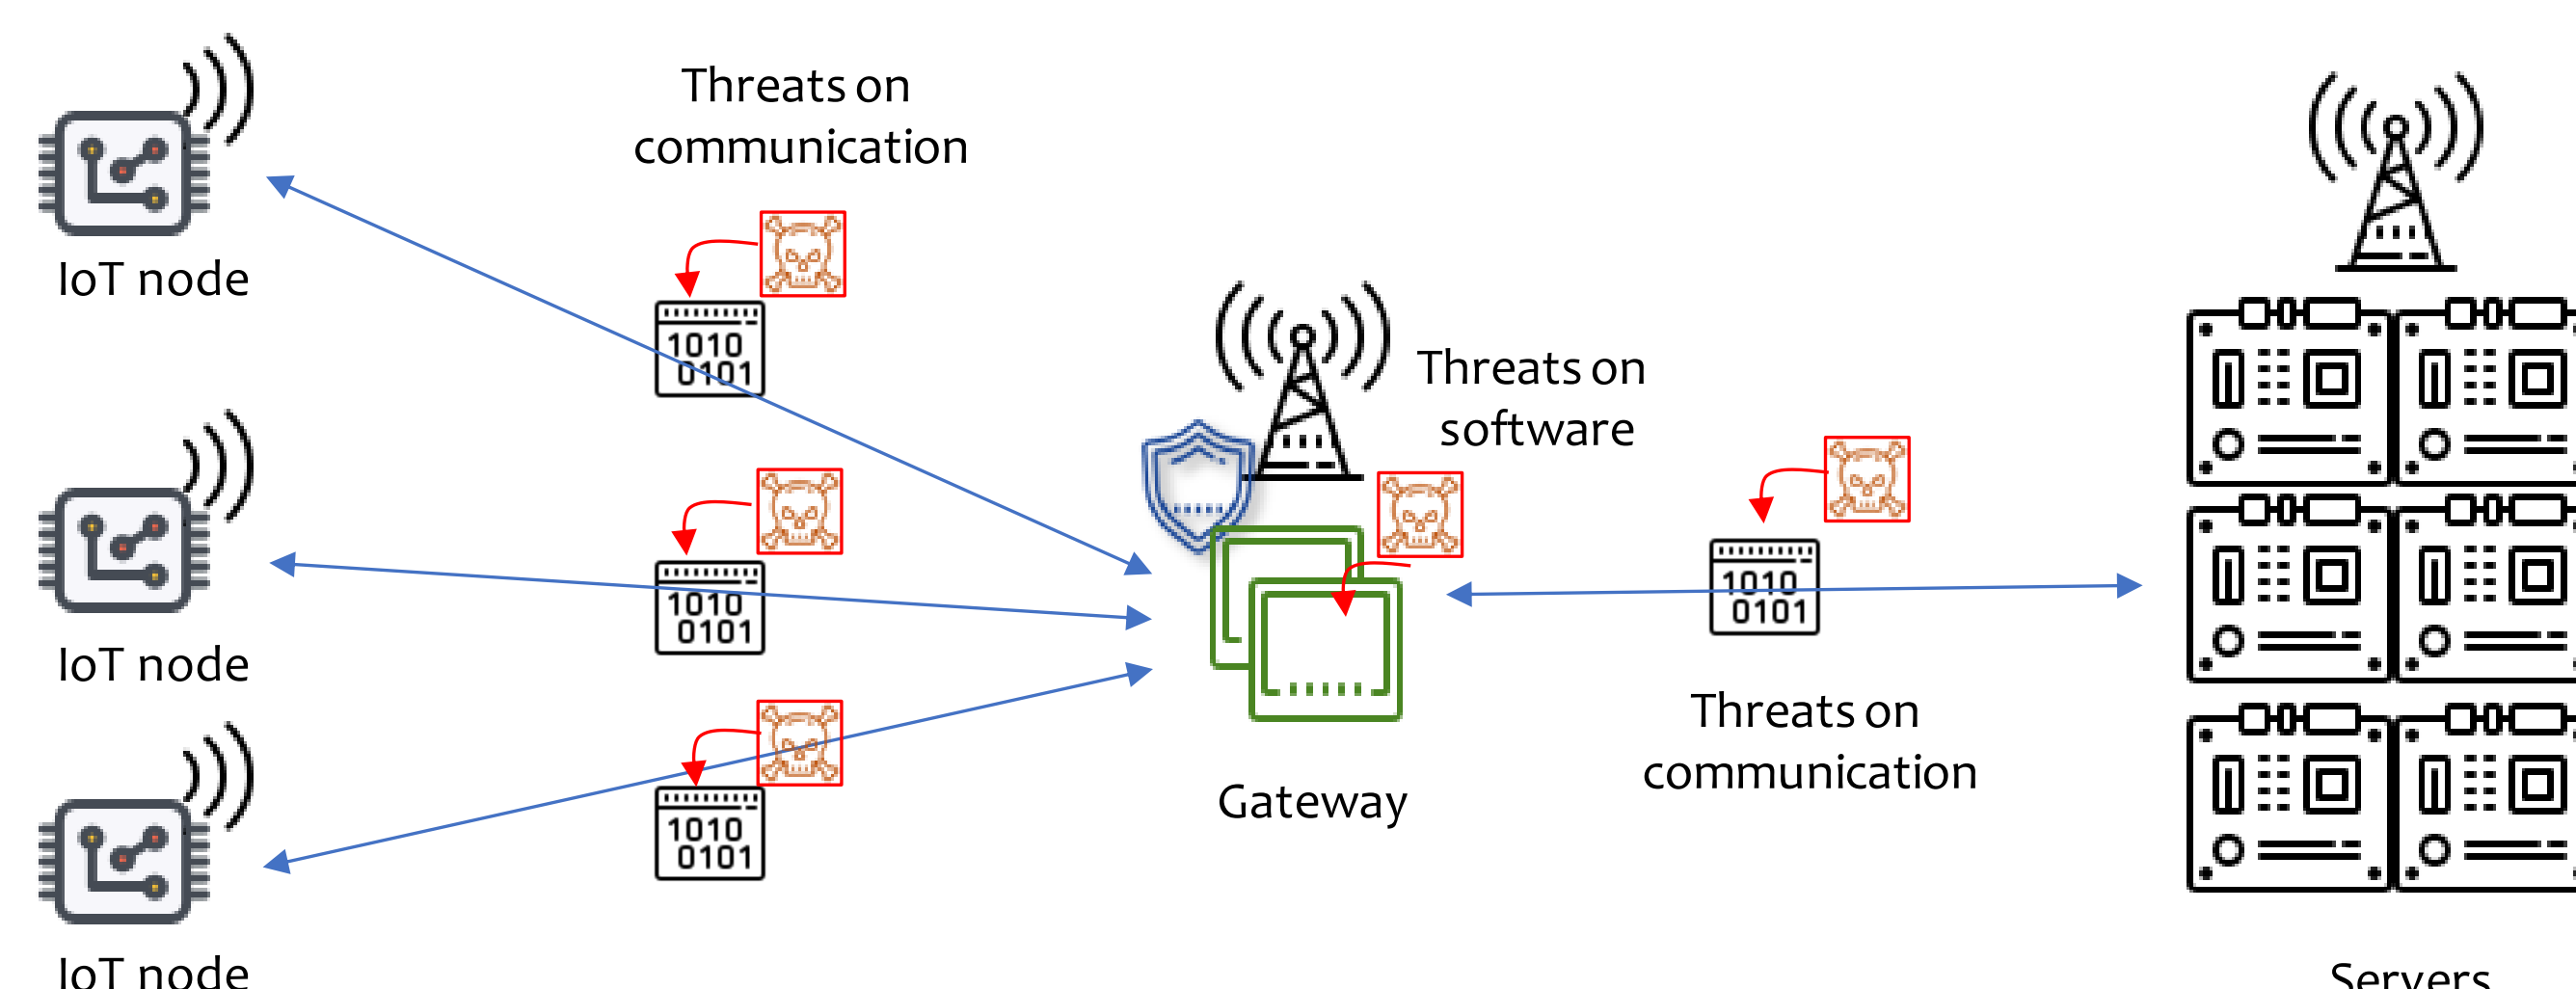 Threats on
communication
IoT node
1010
0101
Threats on
software
IoT node
1010
0101
1010
0101
Threats on
communication
Gateway
1010
0101
IoT node
Servers